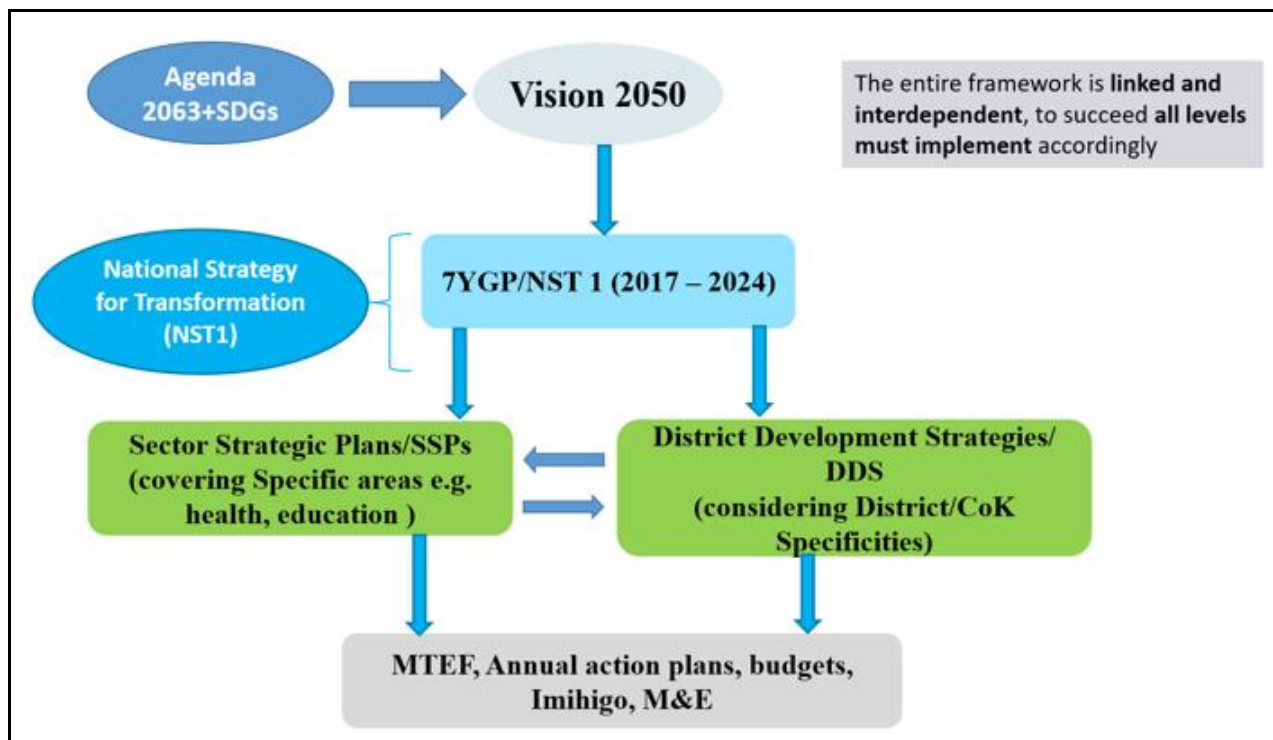 Agenda
2063+SDGs
Vision 2050
The entire framework is linked and
interdependent, to succeed all levels
must implement accordingly
National Strategy
for Transformation
(NST1)
7YGP/NST 1 (2017 – 2024)
Sector Strategic Plans/SSPs
(covering Specific areas e.g.
health, education )
District Development Strategies/
DDS
(considering District/CoK
Specificities)
MTEF, Annual action plans, budgets,
Imihigo, M&E